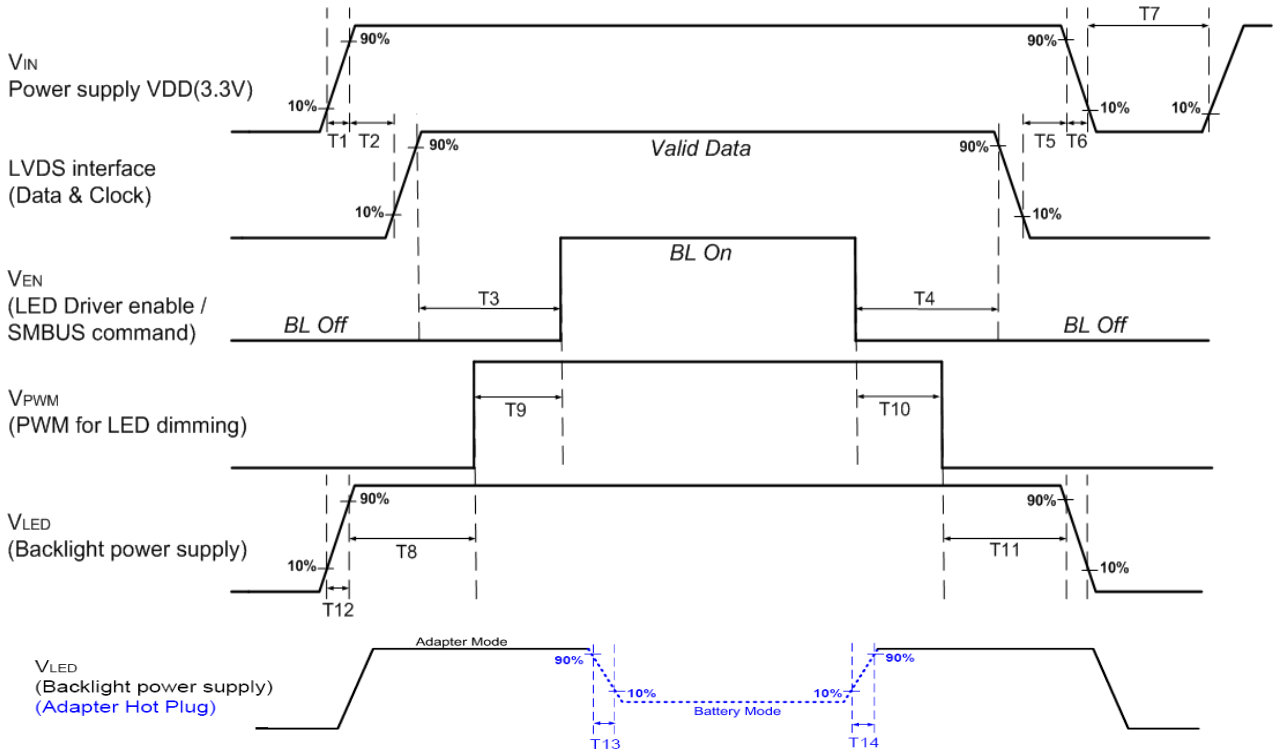 T7
90%
90%
VIN
Power supply VDD(3.3V)
10%
10%
10%
T1
T2
T5
T6
90%
Valid Data
90%
LVDS interface
(Data & Clock)
10%
10%
BL On
VEN
(LED Driver enable /
SMBUS command)
T3
T4
BL Off
BL Off
VPWM
(PWM for LED dimming)
T9
T10
90%
90%
VLED
(Backlight power supply)
T8
T11
10%
10%
T12
Adapter Mode
VLED
(Backlight power supply)
(Adapter Hot Plug)
90%
90%
10%
10%
Battery Mode
T13
T14